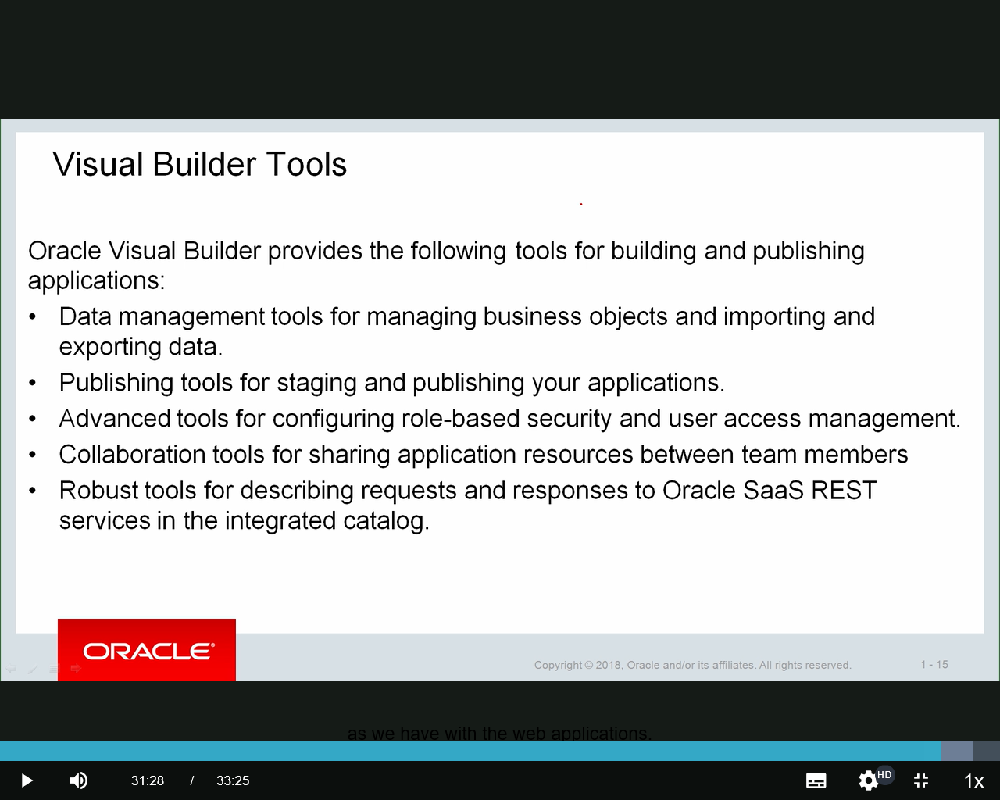 Visual Builder Tools
Oracle Visual Builder provides the following tools for building and publishing
applications:
• Data management tools for managing business objects and importing and
exporting data.
• Publishing tools for staging and publishing your applications.
• Advanced tools for configuring role-based security and user access management.
• Collaboration tools for sharing application resources between team members
• Robust tools for describing requests and responses to Oracle SaaS REST
services in the integrated catalog.
ORACLE®
Copyright © 2018, Oracle and/or its affiliates. All rights reserved. 1 - 15
as we have with the web applications.
31:28 / 33:25 HD 1x